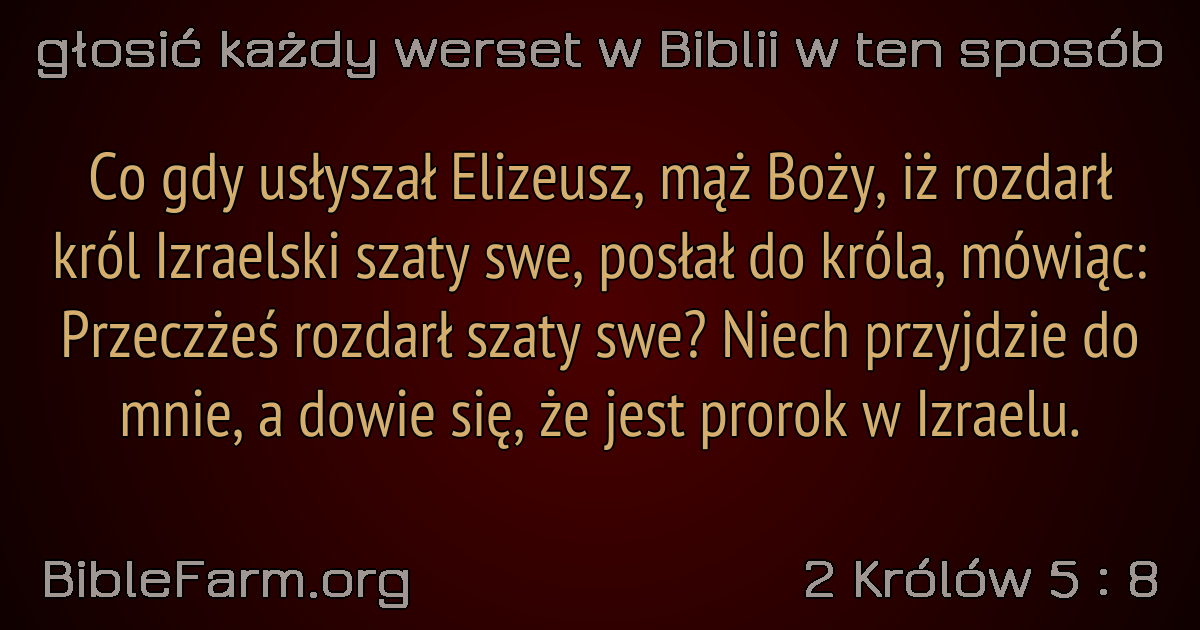 głosić każdy werset w Biblii w ten sposób
Co gdy usłyszał Elizeusz, mąż Boży, iż rozdarł
król Izraelski szaty swe, posłał do króla, mówiąc:
Przeczżeś rozdarł szaty swe? Niech przyjdzie do
mnie, a dowie się, że jest prorok w Izraelu.
BibleFarm.org
2 Królów 5 : 8